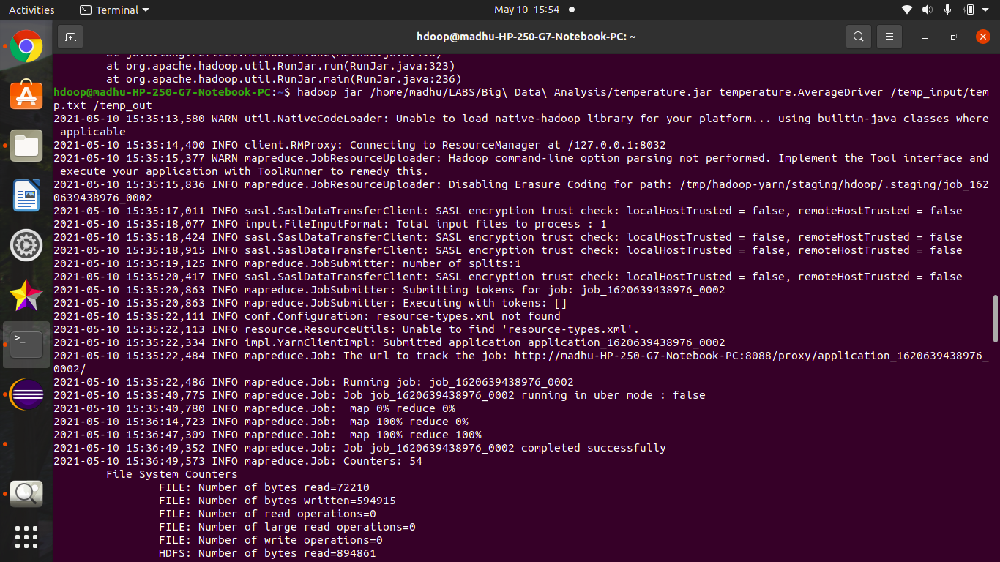 Activities
Terminal
May 10 15:54
hdoop@madhu-HP-250-G7-Notebook-PC: ~
at java.lang.reflect.Method.invoke(Method.java:498)
at org.apache.hadoop.util.RunJar.run(RunJar.java:323)
at org.apache.hadoop.util.RunJar.main(RunJar.java:236)
hdoop@madhu-HP-250-G7-Notebook-PC:~$ hadoop jar /home/madhu/LABS/Big\ Data\ Analysis/temperature.jar temperature.AverageDriver /temp_input/tem
p.txt /temp_out
2021-05-10 15:35:13,580 WARN util.NativeCodeLoader: Unable to load native-hadoop library for your platform... using builtin-java classes where
 applicable
2021-05-10 15:35:14,400 INFO client.RMProxy: Connecting to ResourceManager at /127.0.0.1:8032
2021-05-10 15:35:15,377 WARN mapreduce.JobResourceUploader: Hadoop command-line option parsing not performed. Implement the Tool interface and
 execute your application with ToolRunner to remedy this.
2021-05-10 15:35:15,836 INFO mapreduce.JobResourceUploader: Disabling Erasure Coding for path: /tmp/hadoop-yarn/staging/hdoop/.staging/job_162
0639438976_0002
2021-05-10 15:35:17,011 INFO sasl.SaslDataTransferClient: SASL encryption trust check: localHostTrusted = false, remoteHostTrusted = false
2021-05-10 15:35:18,077 INFO input.FileInputFormat: Total input files to process : 1
2021-05-10 15:35:18,424 INFO sasl.SaslDataTransferClient: SASL encryption trust check: localHostTrusted = false, remoteHostTrusted = false
2021-05-10 15:35:18,915 INFO sasl.SaslDataTransferClient: SASL encryption trust check: localHostTrusted = false, remoteHostTrusted = false
2021-05-10 15:35:19,125 INFO mapreduce.JobSubmitter: number of splits:1
2021-05-10 15:35:20,417 INFO sasl.SaslDataTransferClient: SASL encryption trust check: localHostTrusted = false, remoteHostTrusted = false
2021-05-10 15:35:20,863 INFO mapreduce.JobSubmitter: Submitting tokens for job: job_1620639438976_0002
2021-05-10 15:35:20,863 INFO mapreduce.JobSubmitter: Executing with tokens: []
2021-05-10 15:35:22,111 INFO conf.Configuration: resource-types.xml not found
2021-05-10 15:35:22,113 INFO resource.ResourceUtils: Unable to find 'resource-types.xml'.
2021-05-10 15:35:22,334 INFO impl.YarnClientImpl: Submitted application application_1620639438976_0002
2021-05-10 15:35:22,484 INFO mapreduce.Job: The url to track the job: http://madhu-HP-250-G7-Notebook-PC:8088/proxy/application_1620639438976_
0002/
2021-05-10 15:35:22,486 INFO mapreduce.Job: Running job: job_1620639438976_0002
2021-05-10 15:35:40,775 INFO mapreduce.Job: Job job_1620639438976_0002 running in uber mode : false
2021-05-10 15:35:40,780 INFO mapreduce.Job:  map 0% reduce 0%
2021-05-10 15:36:14,723 INFO mapreduce.Job:  map 100% reduce 0%
2021-05-10 15:36:47,309 INFO mapreduce.Job:  map 100% reduce 100%
2021-05-10 15:36:49,352 INFO mapreduce.Job: Job job_1620639438976_0002 completed successfully
2021-05-10 15:36:49,573 INFO mapreduce.Job: Counters: 54
File System Counters
FILE: Number of bytes read=72210
FILE: Number of bytes written=594915
FILE: Number of read operations=0
FILE: Number of large read operations=0
FILE: Number of write operations=0
HDFS: Number of bytes read=894861